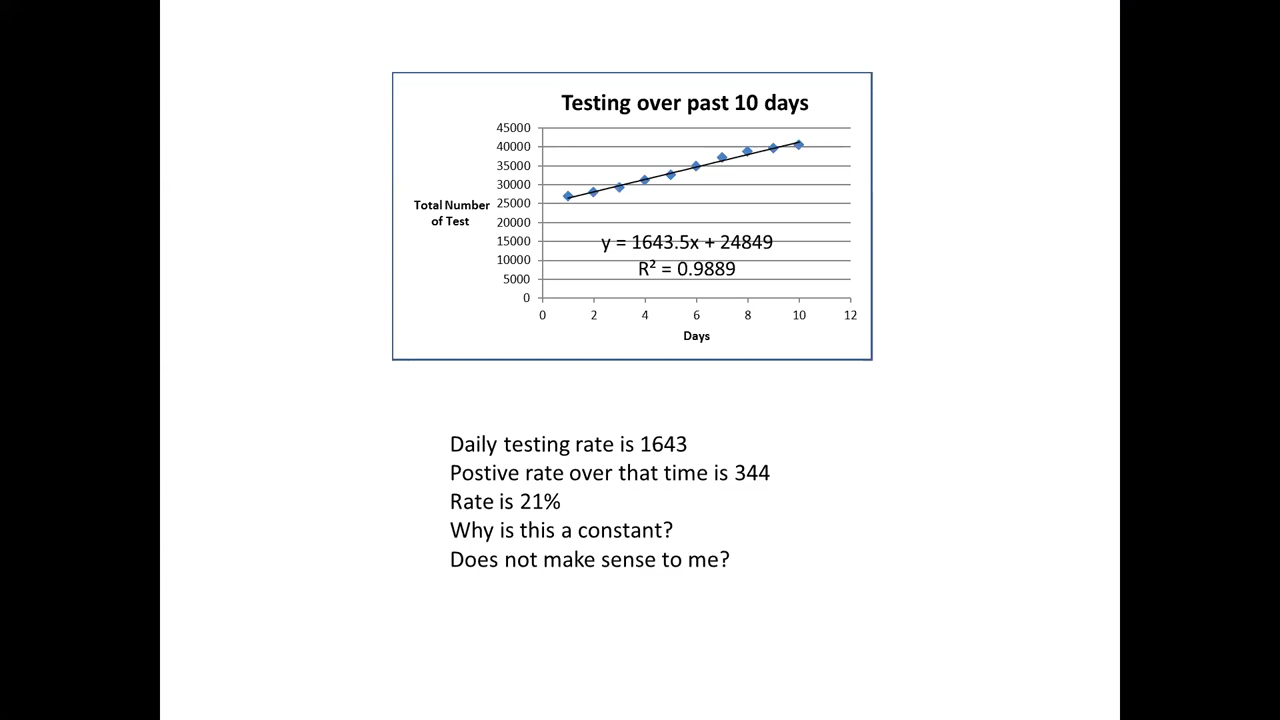 Testing over past 10 days
45000
40000
35000
30000
25000
20000
15000
10000
5000
0
Total Number
of Test
y = 1643.5x + 24849
R² = 0.9889
0 2 4 6 8 10 12
Days
Daily testing rate is 1643
Postive rate over that time is 344
Rate is 21%
Why is this a constant?
Does not make sense to me?